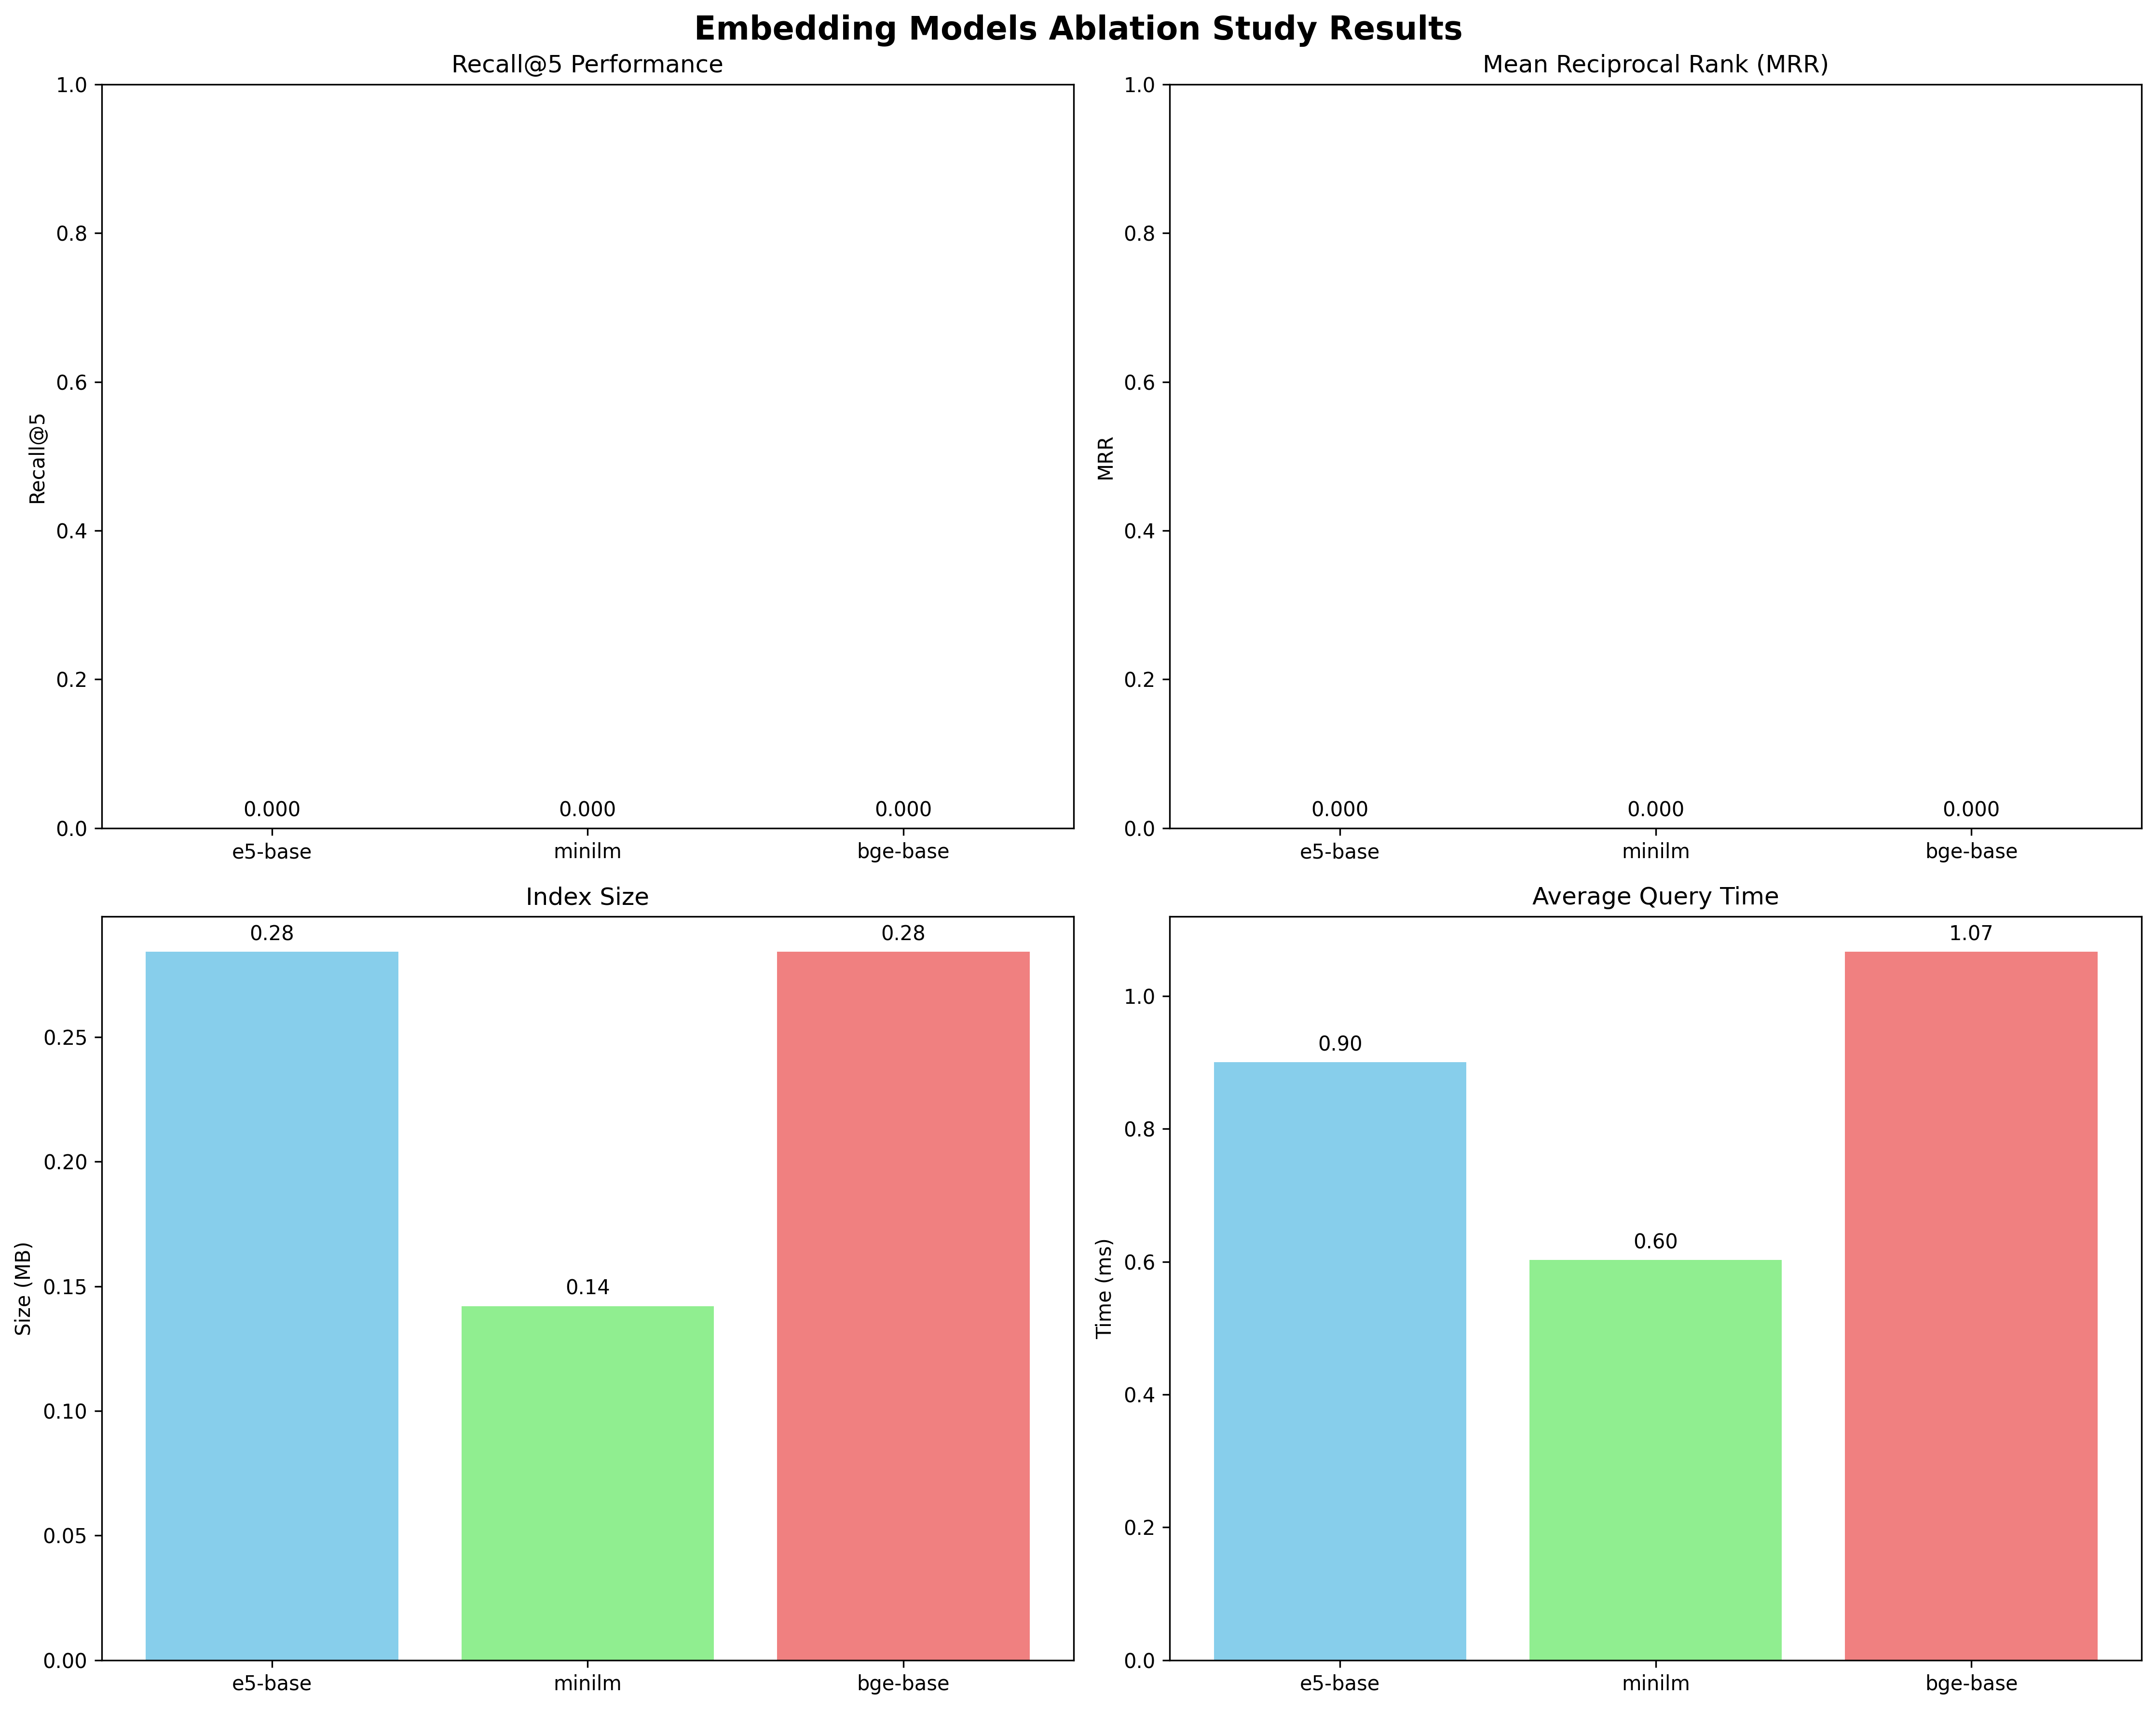 Embedding Models Ablation Study Results
Recall@5 Performance
1.0
0.8
0.6
0.4
0.2
0.0
Recall@5
0.000
0.000
0.000
e5-base
minilm
bge-base
Mean Reciprocal Rank (MRR)
1.0
0.8
0.6
0.4
0.2
0.0
MRR
0.000
0.000
0.000
e5-base
minilm
bge-base
Index Size
0.25
0.20
0.15
0.10
0.05
0.00
Size (MB)
0.28
0.14
0.28
e5-base
minilm
bge-base
Average Query Time
1.0
0.8
0.6
0.4
0.2
0.0
Time (ms)
0.90
0.60
1.07
e5-base
minilm
bge-base